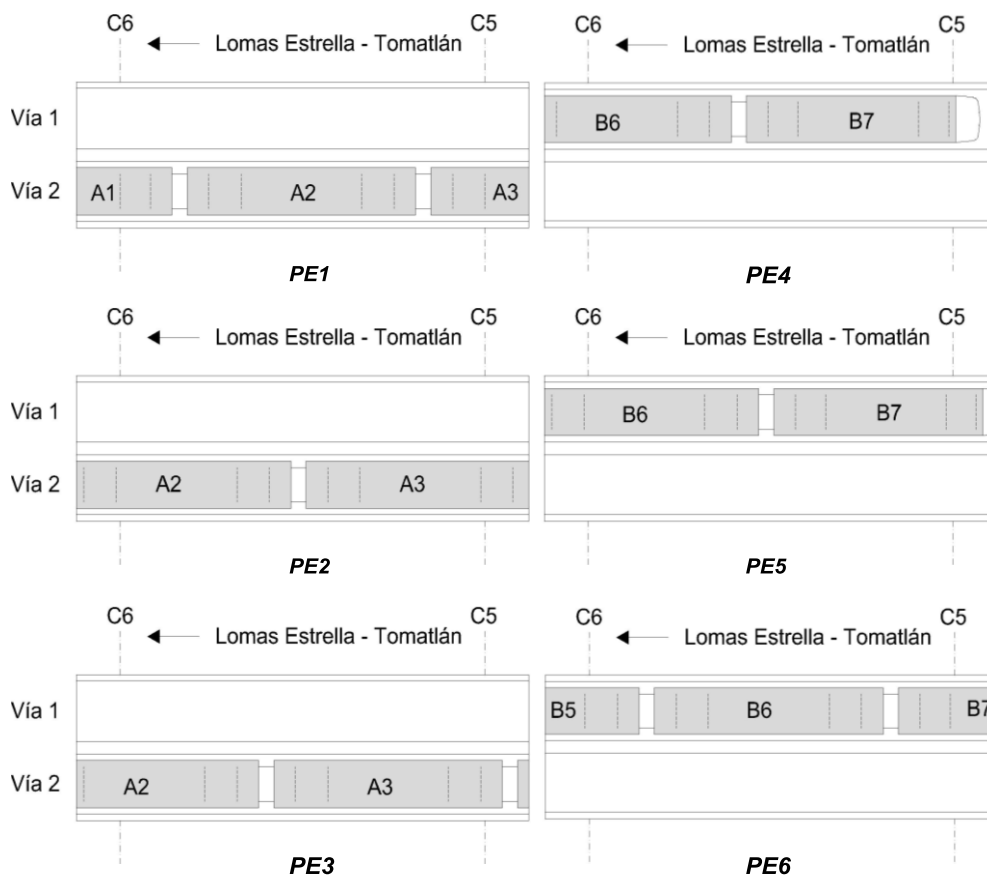 C6 C5
Lomas Estrella - Tomatlán
Vía 1
Vía 2
A1 A2 A3
PE1
C6 C5
Lomas Estrella - Tomatlán
B6 B7
PE4
C6 C5
Lomas Estrella - Tomatlán
Vía 1
Vía 2
A2 A3
PE2
C6 C5
Lomas Estrella - Tomatlán
B6 B7
PE5
C6 C5
Lomas Estrella - Tomatlán
Vía 1
Vía 2
A2 A3
PE3
C6 C5
Lomas Estrella - Tomatlán
B5 B6 B7
PE6